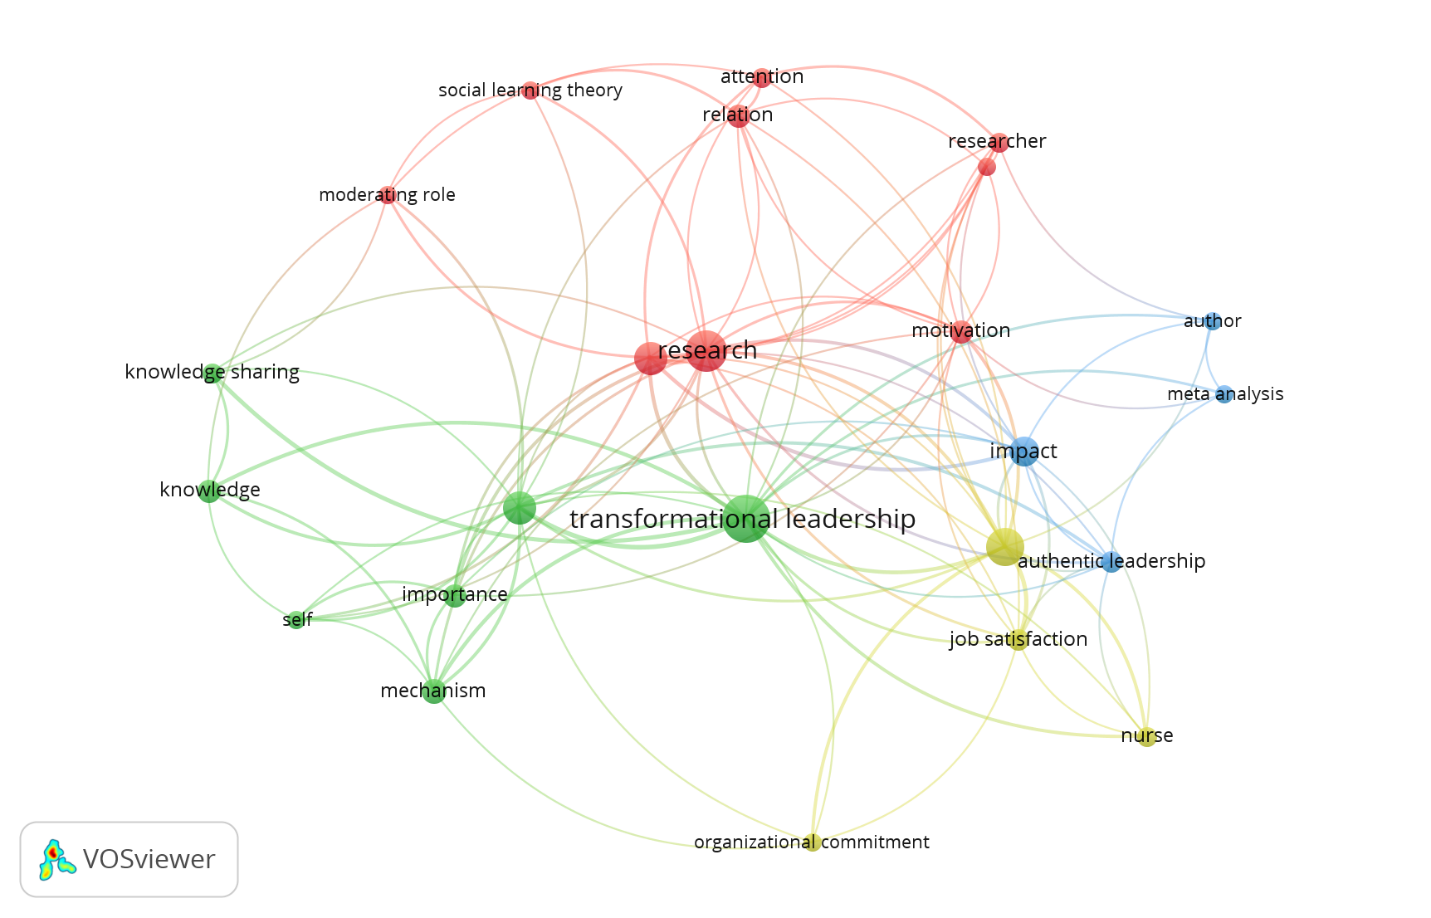 attention
social learning theory
relation
researcher
moderating role
author
motivation
research
knowledge sharing
meta analysis
impact
knowledge
transformational leadership
authentic leadership
importance
self
job satisfaction
mechanism
nurse
organizational commitment
VOSviewer